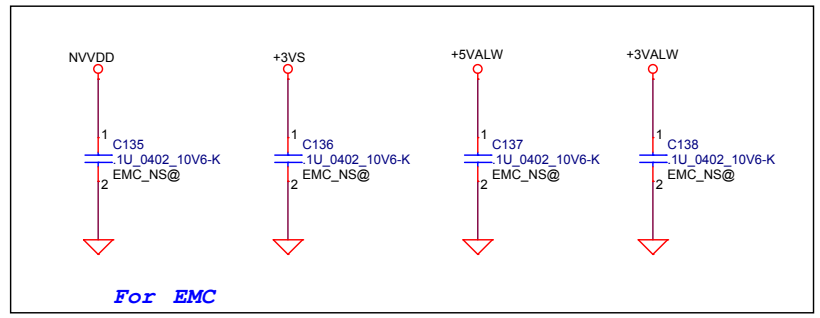 NVVDD
+3VS
+5VALW
+3VALW
1
C135
.1U_0402_10V6-K
EMC_NS@
2
1
C136
.1U_0402_10V6-K
EMC_NS@
2
1
C137
.1U_0402_10V6-K
EMC_NS@
2
1
C138
.1U_0402_10V6-K
EMC_NS@
2
For EMC